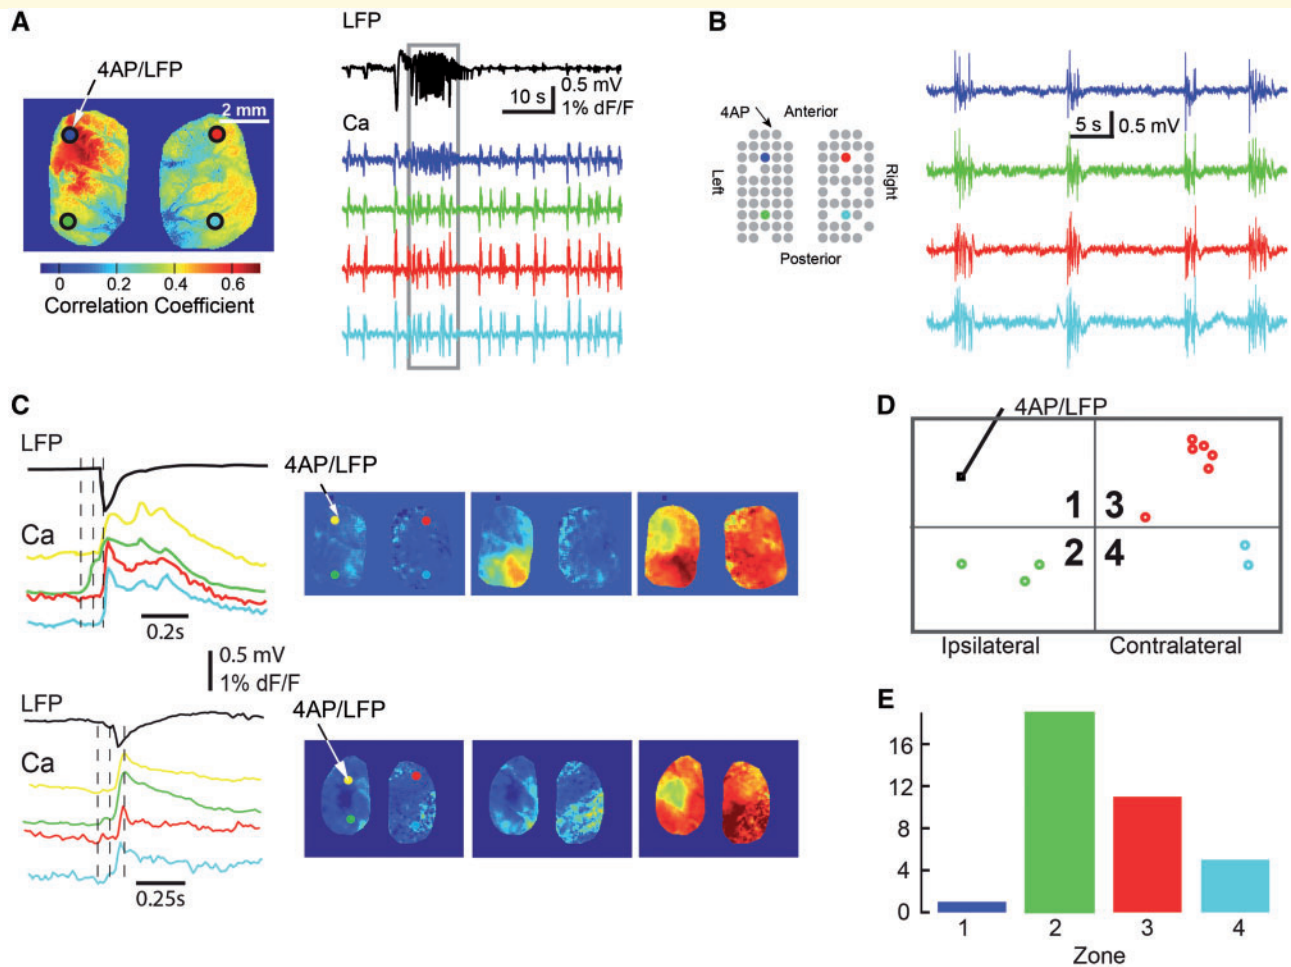 A
4AP/LFP
2 mm
0
0.2
0.4
0.6
Correlation Coefficient
LFP
0.5 mV
10 s
1% dF/F
Ca
B
4AP
Anterior
Left
Right
Posterior
5 s
0.5 mV
C
LFP
Ca
0.2s
4AP/LFP
0.5 mV
1% dF/F
LFP
Ca
0.25s
4AP/LFP
D
4AP/LFP
1
3
2
4
Ipsilateral
Contralateral
E
16
12
8
4
0
1
2
3
4
Zone